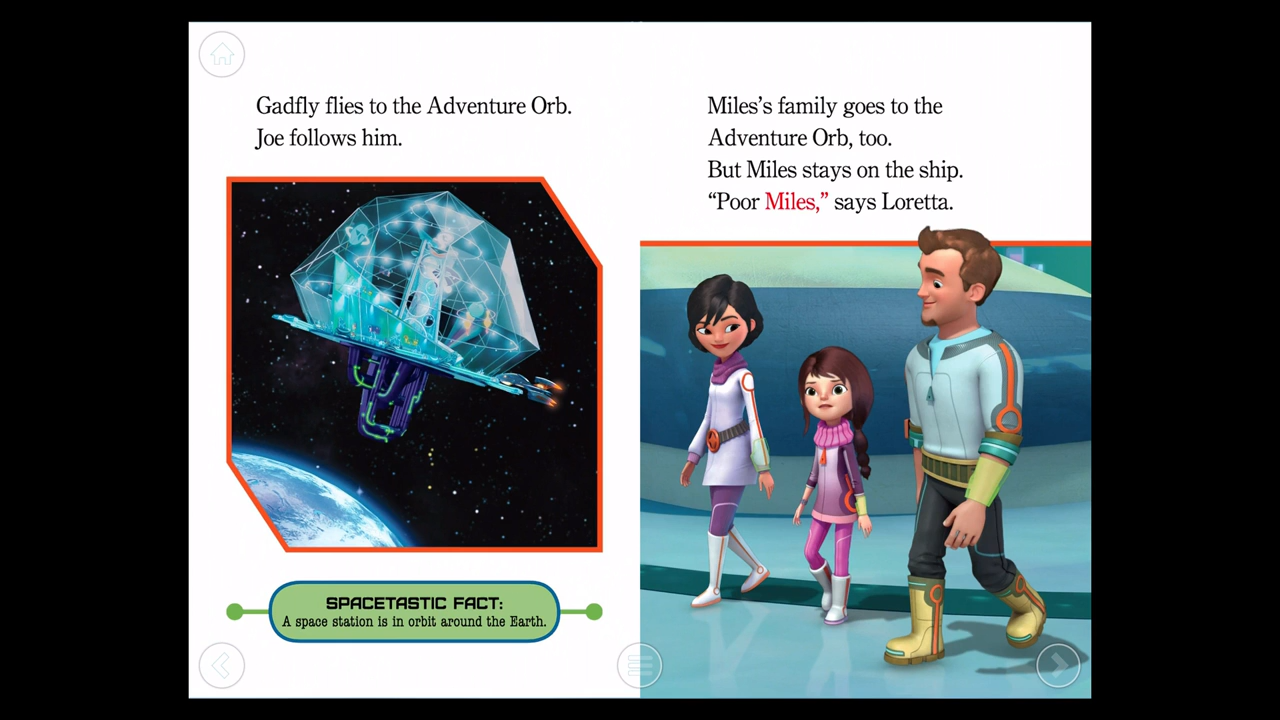 Gadfly flies to the Adventure Orb.
Joe follows him.
SPACETASTIC FACT:
A space station is in orbit around the Earth.
Miles’s family goes to the
Adventure Orb, too.
But Miles stays on the ship.
“Poor Miles,” says Loretta.